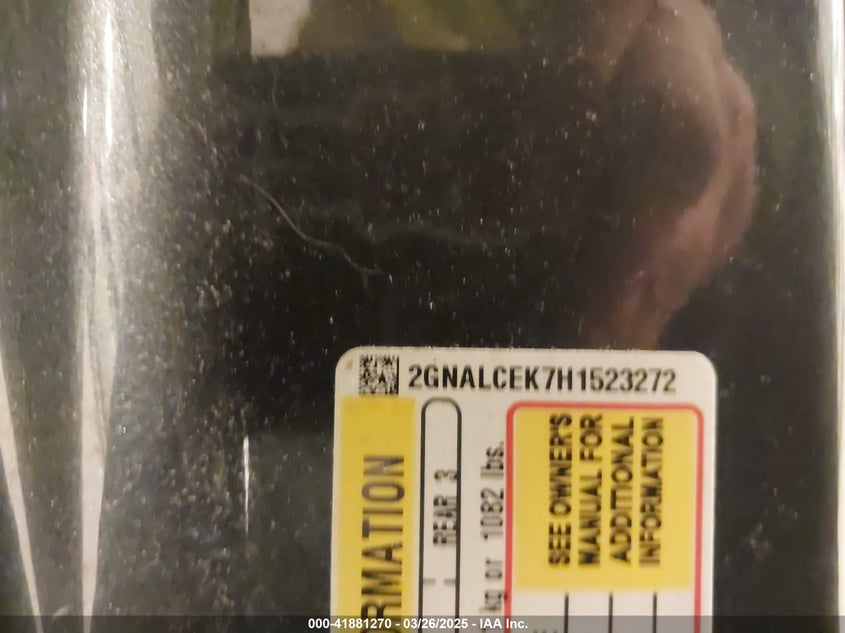 2GNALCEK7H1523272
ORMATION
REAR 3
kg or 1082 lbs.
SEE OWNER'S
MANUAL FOR
ADDITIONAL
INFORMATION
000-41881270 - 03/26/2025 - IAA Inc.